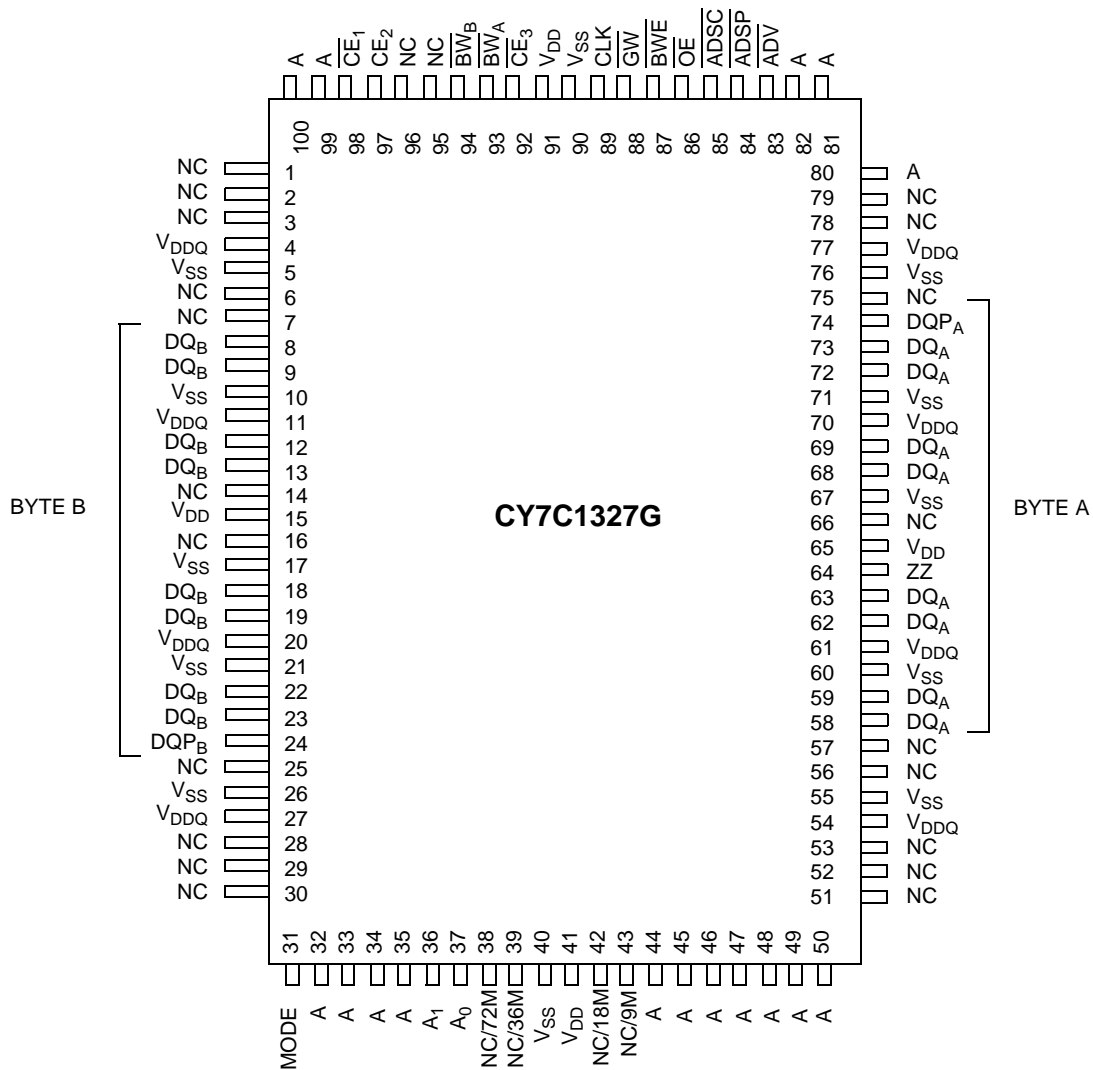 A
A
CE1
CE2
NC
NC
BWB
BWA
CE3
VDD
VSS
CLK
GW
BWE
OE
ADSC
ADSP
ADV
A
A
100
99
98
97
96
95
94
93
92
91
90
89
88
87
86
85
84
83
82
81
NC 1
NC 2
NC 3
VDDQ 4
VSS 5
NC 6
NC 7
DQB 8
DQB 9
VSS 10
VDDQ 11
DQB 12
DQB 13
NC 14
VDD 15
NC 16
VSS 17
DQB 18
DQB 19
VDDQ 20
VSS 21
DQB 22
DQB 23
DQPB 24
NC 25
VSS 26
VDDQ 27
NC 28
NC 29
NC 30
BYTE B
CY7C1327G
80 A
79 NC
78 NC
77 VDDQ
76 VSS
75 NC
74 DQPA
73 DQA
72 DQA
71 VSS
70 VDDQ
69 DQA
68 DQA
67 VSS
66 NC
65 VDD
64 ZZ
63 DQA
62 DQA
61 VDDQ
60 VSS
59 DQA
58 DQA
57 NC
56 NC
55 VSS
54 VDDQ
53 NC
52 NC
51 NC
BYTE A
31
32
33
34
35
36
37
38
39
40
41
42
43
44
45
46
47
48
49
50
MODE
A
A
A
A
A1
A0
NC/72M
NC/36M
VSS
VDD
NC/18M
NC/9M
A
A
A
A
A
A
A